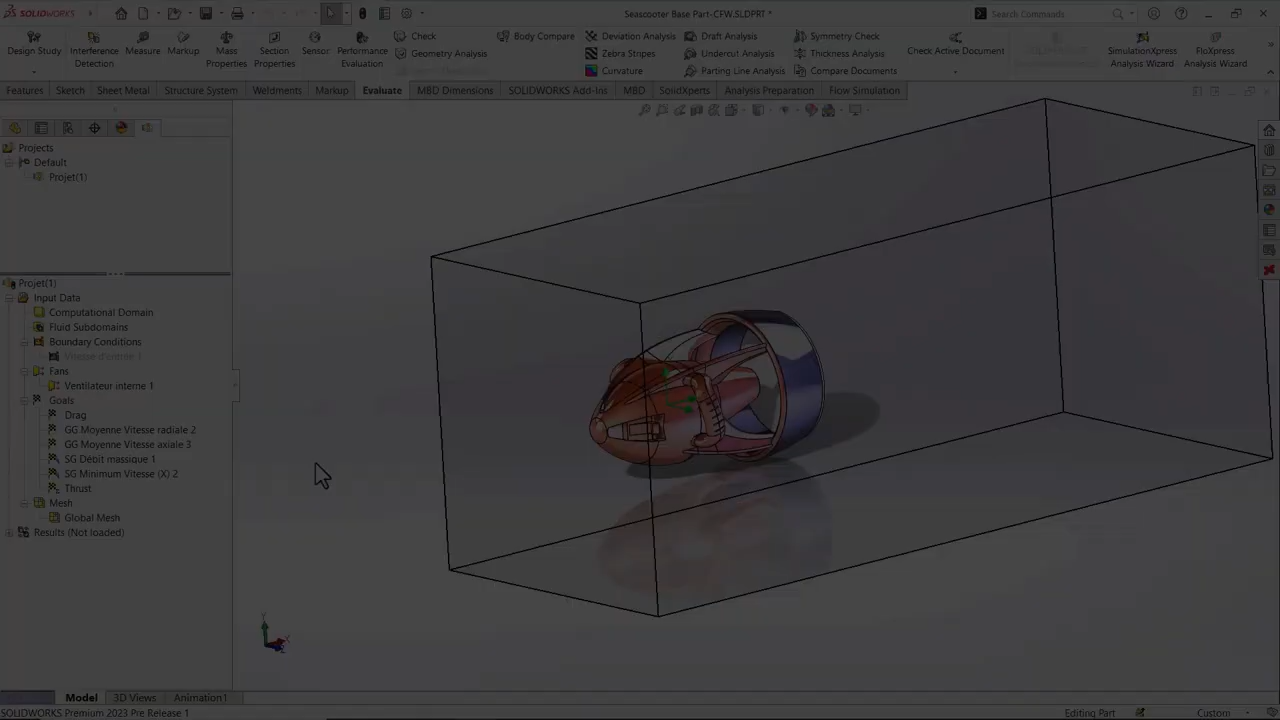 SOLIDWORKS
Seascooter Base Part-CFW.SLDPRT *
Search Commands
Design Study
Interference Detection
Measure
Markup
Mass Properties
Section Properties
Sensor
Performance Evaluation
Check
Geometry Analysis
Body Compare
Deviation Analysis
Zebra Stripes
Curvature
Draft Analysis
Undercut Analysis
Parting Line Analysis
Symmetry Check
Thickness Analysis
Compare Documents
Check Active Document
SimulationXpress Analysis Wizard
FloXpress Analysis Wizard
Features
Sketch
Sheet Metal
Structure System
Weldments
Markup
Evaluate
MBD Dimensions
SOLIDWORKS Add-Ins
MBD
SolidXperts
Analysis Preparation
Flow Simulation
Projects
Default
Projet(1)
Projet(1)
Input Data
Computational Domain
Fluid Subdomains
Boundary Conditions
Vitesse d'entrée 1
Fans
Ventilateur interne 1
Goals
Drag
GG Moyenne Vitesse radiale 2
GG Moyenne Vitesse axiale 3
SG Débit massique 1
SG Minimum Vitesse (X) 2
Thrust
Mesh
Global Mesh
Results (Not loaded)
Model
3D Views
Animation1
SOLIDWORKS Premium 2023 Pre Release 1
Editing Part
Custom